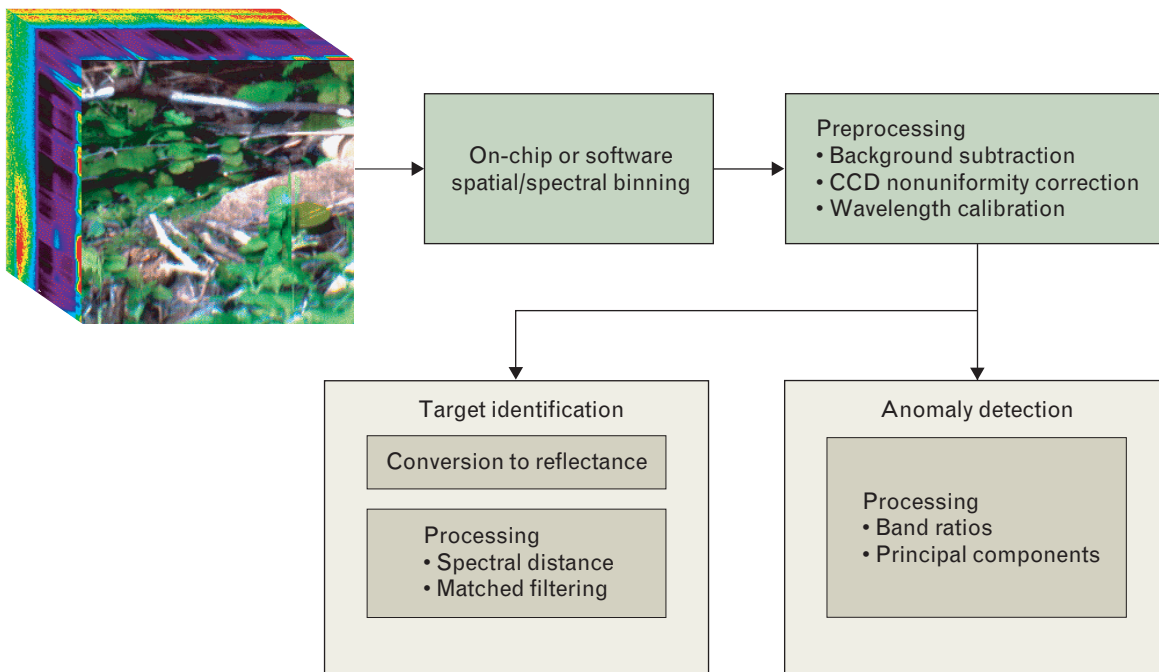 On-chip or software
spatial/spectral binning
Preprocessing
• Background subtraction
• CCD nonuniformity correction
• Wavelength calibration
Target identification
Conversion to reflectance
Processing
• Spectral distance
• Matched filtering
Anomaly detection
Processing
• Band ratios
• Principal components